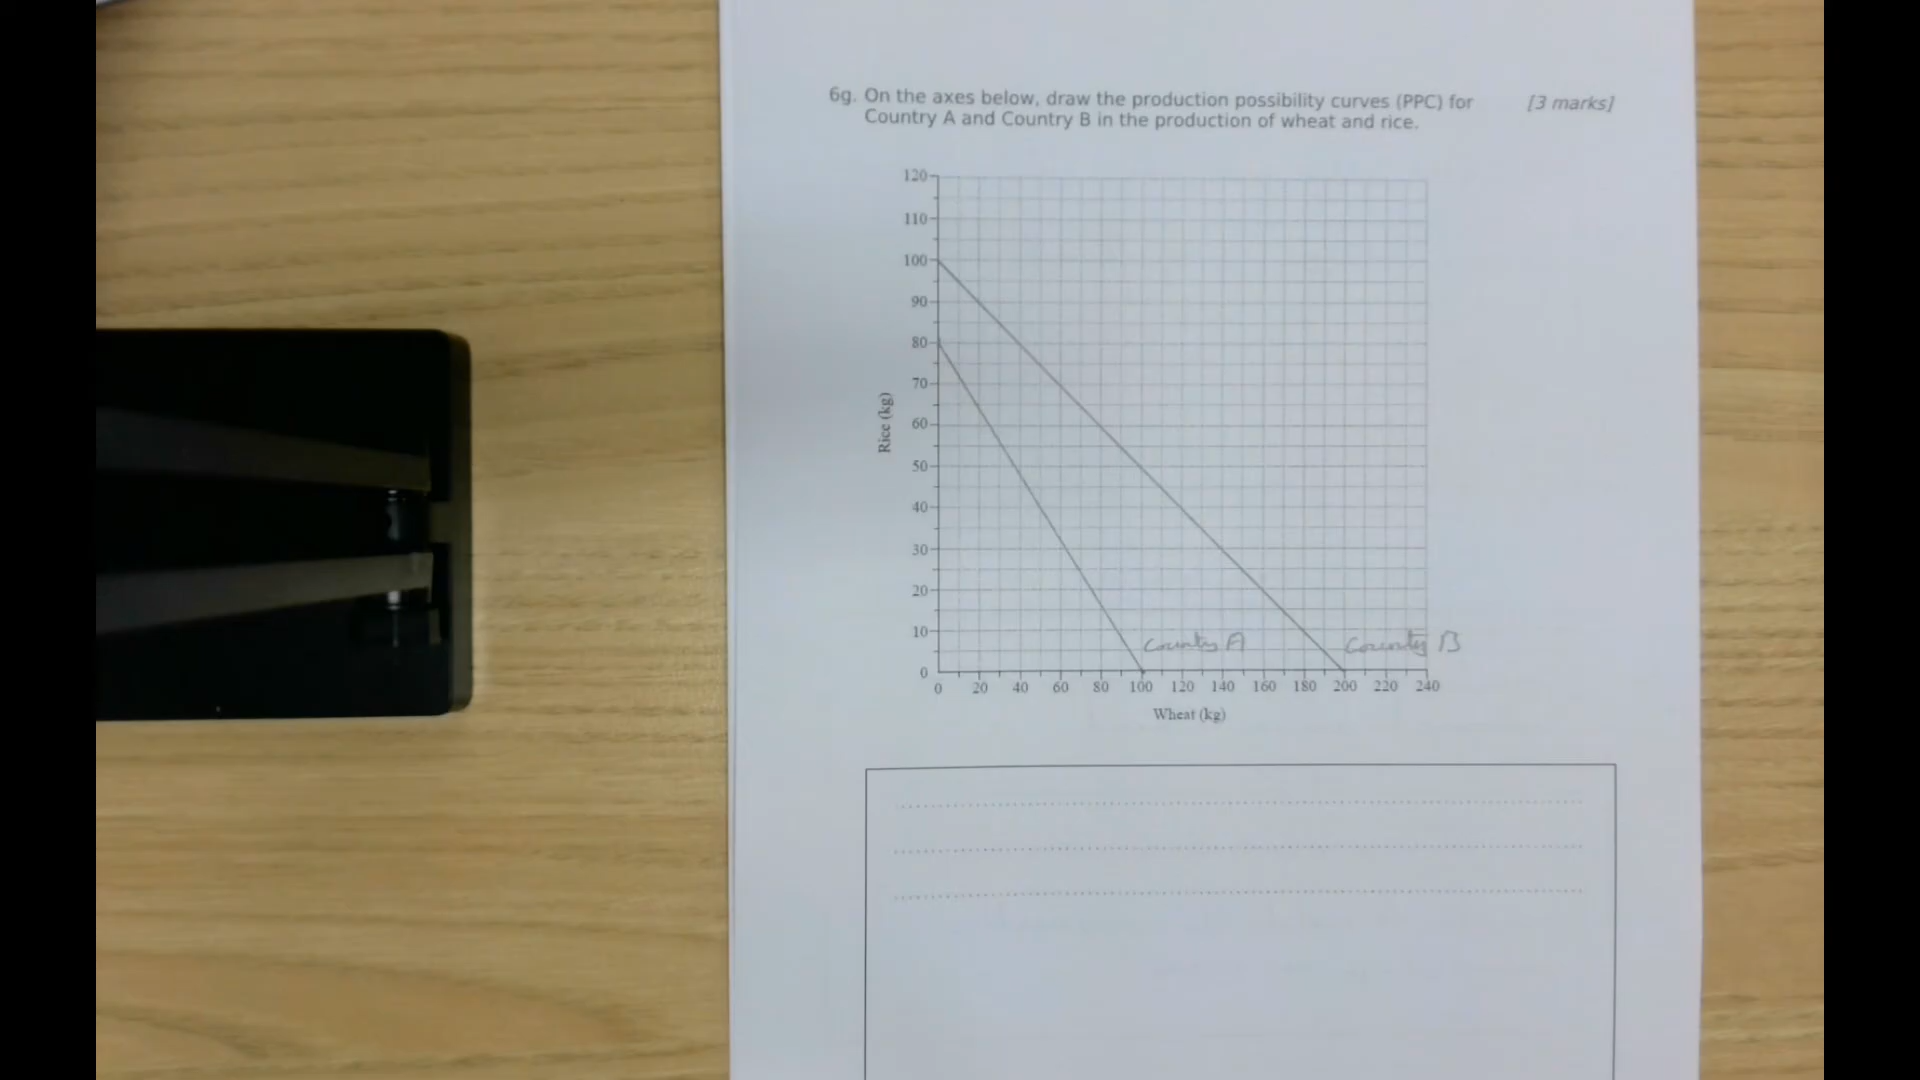 6g. On the axes below, draw the production possibility curves (PPC) for [3 marks]
Country A and Country B in the production of wheat and rice.
120
110
100
90
80
70
60
50
40
30
20
10
0
Rice (kg)
Country A
Country B
0 20 40 60 80 100 120 140 160 180 200 220 240
Wheat (kg)